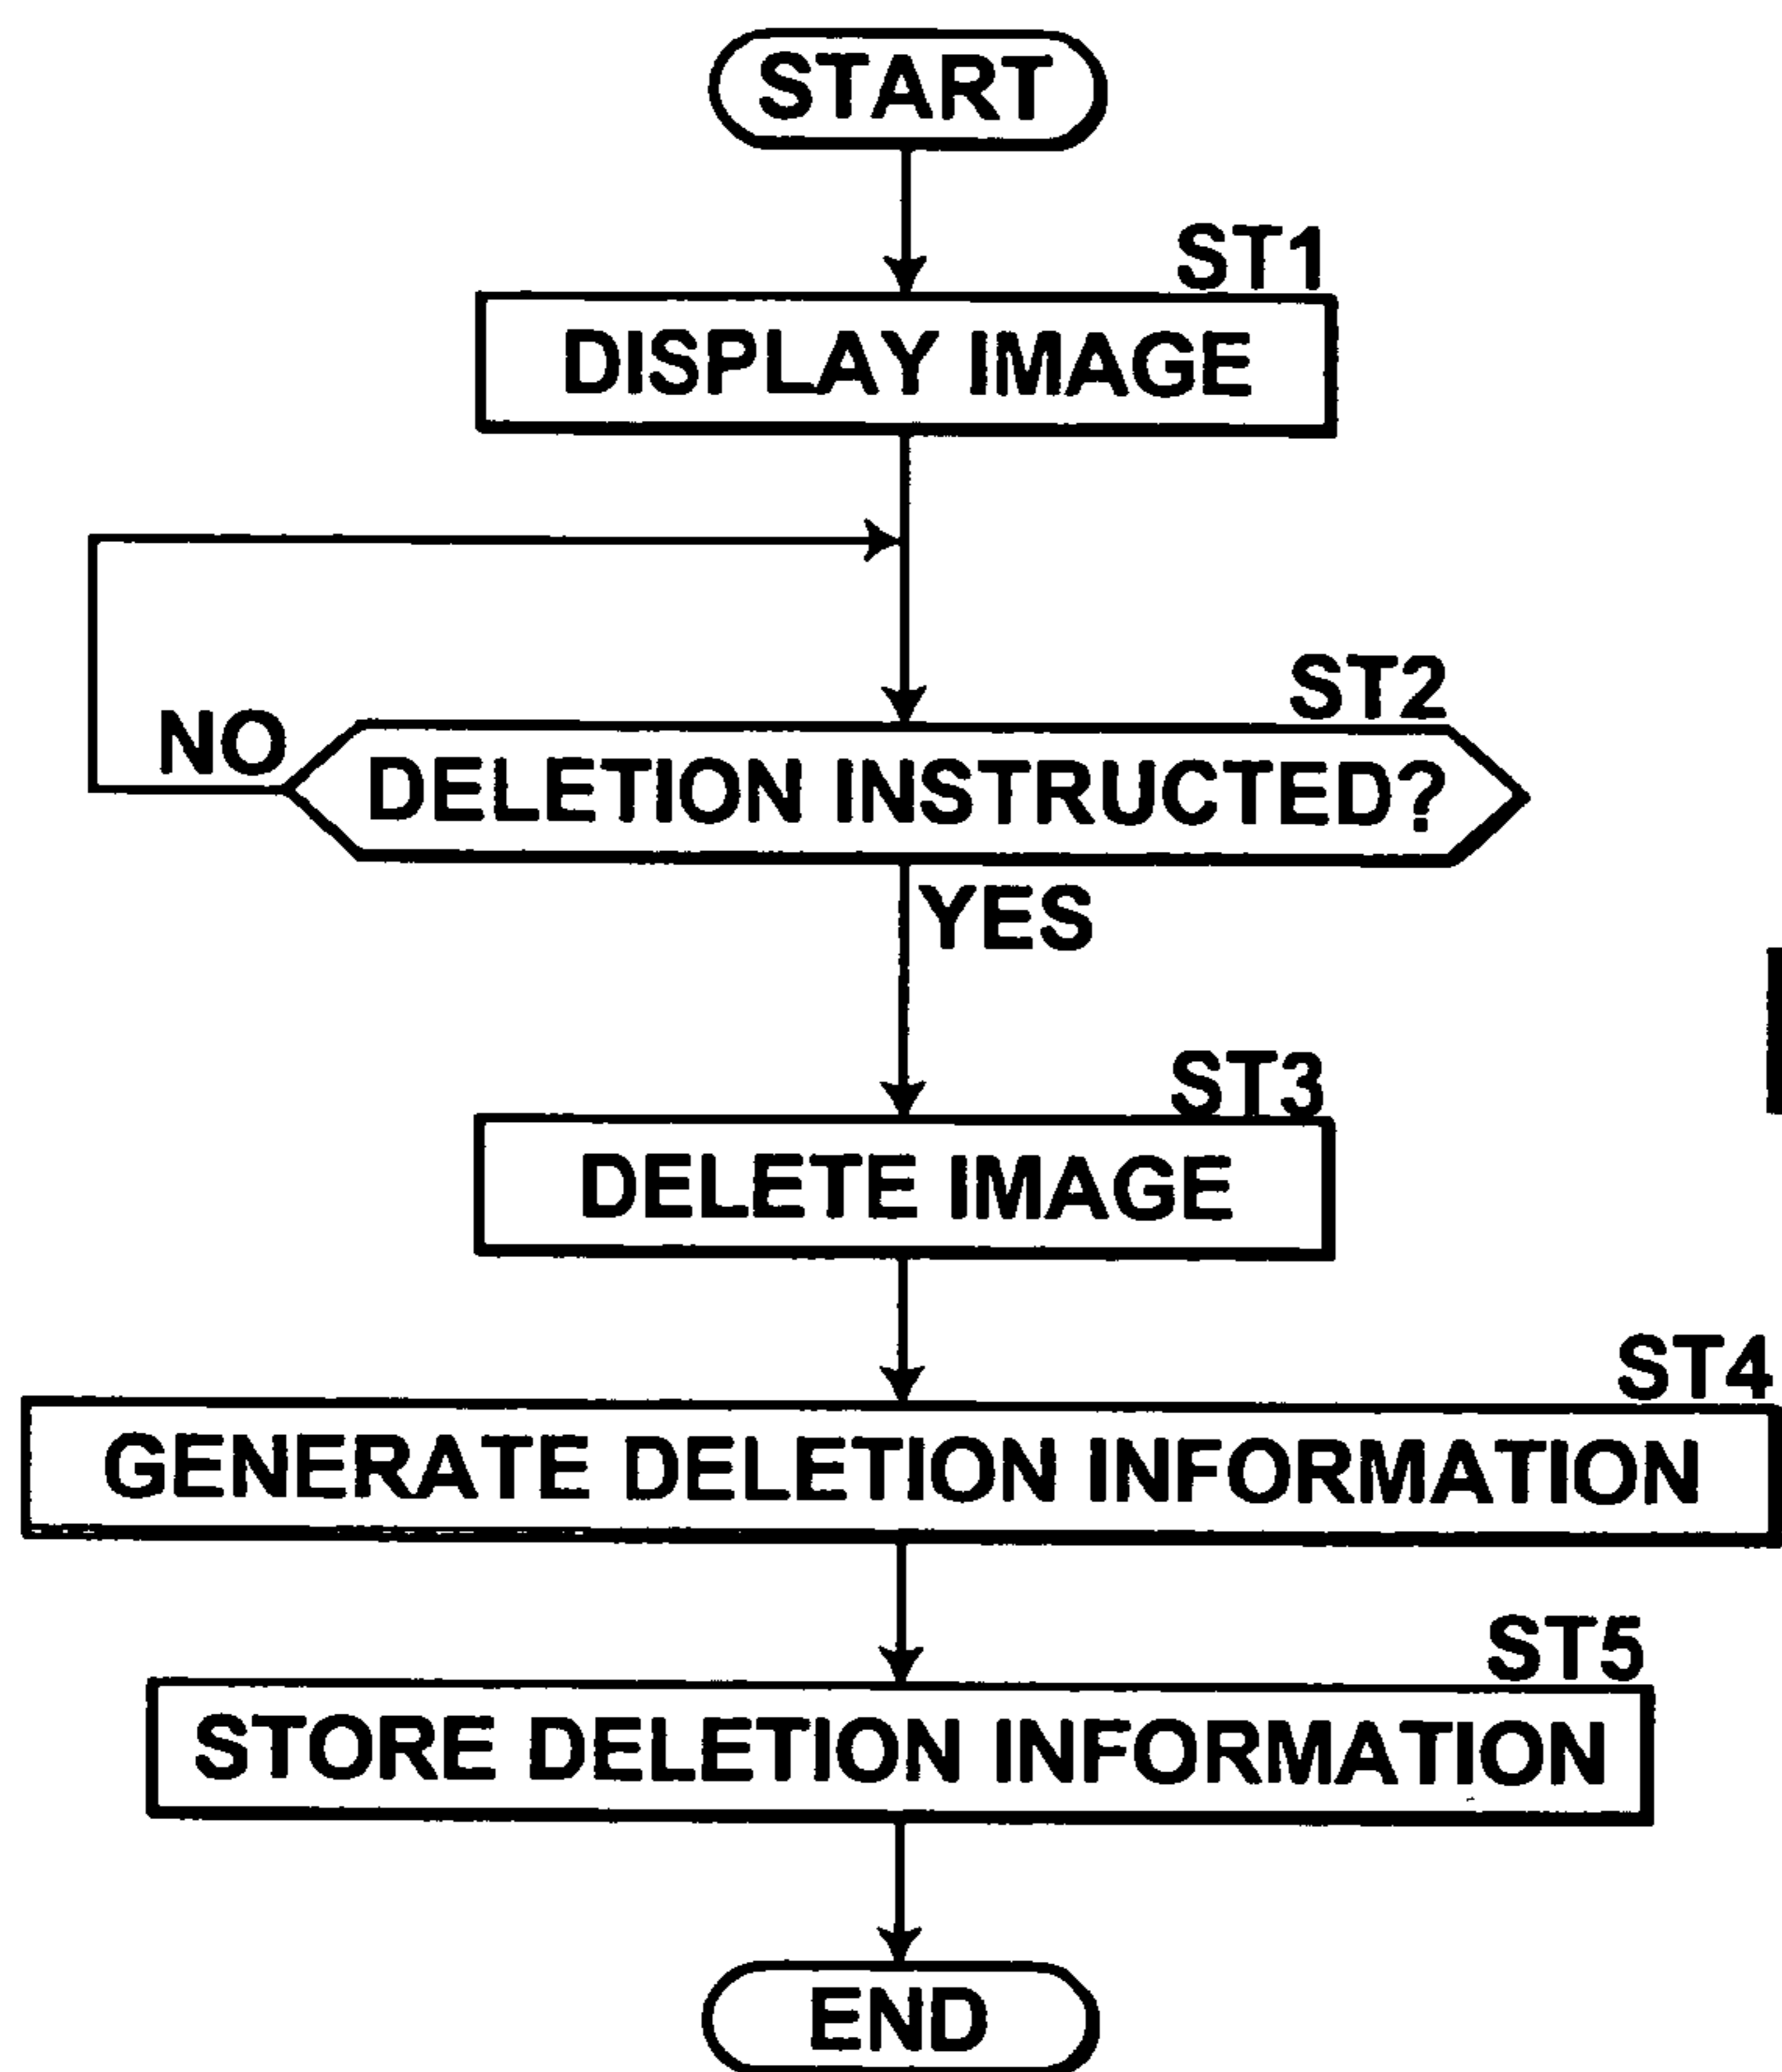 START
ST1
DISPLAY IMAGE
ST2
NO
DELETION INSTRUCTED?
YES
ST3
DELETE IMAGE
ST4
GENERATE DELETION INFORMATION
ST5
STORE DELETION INFORMATION
END